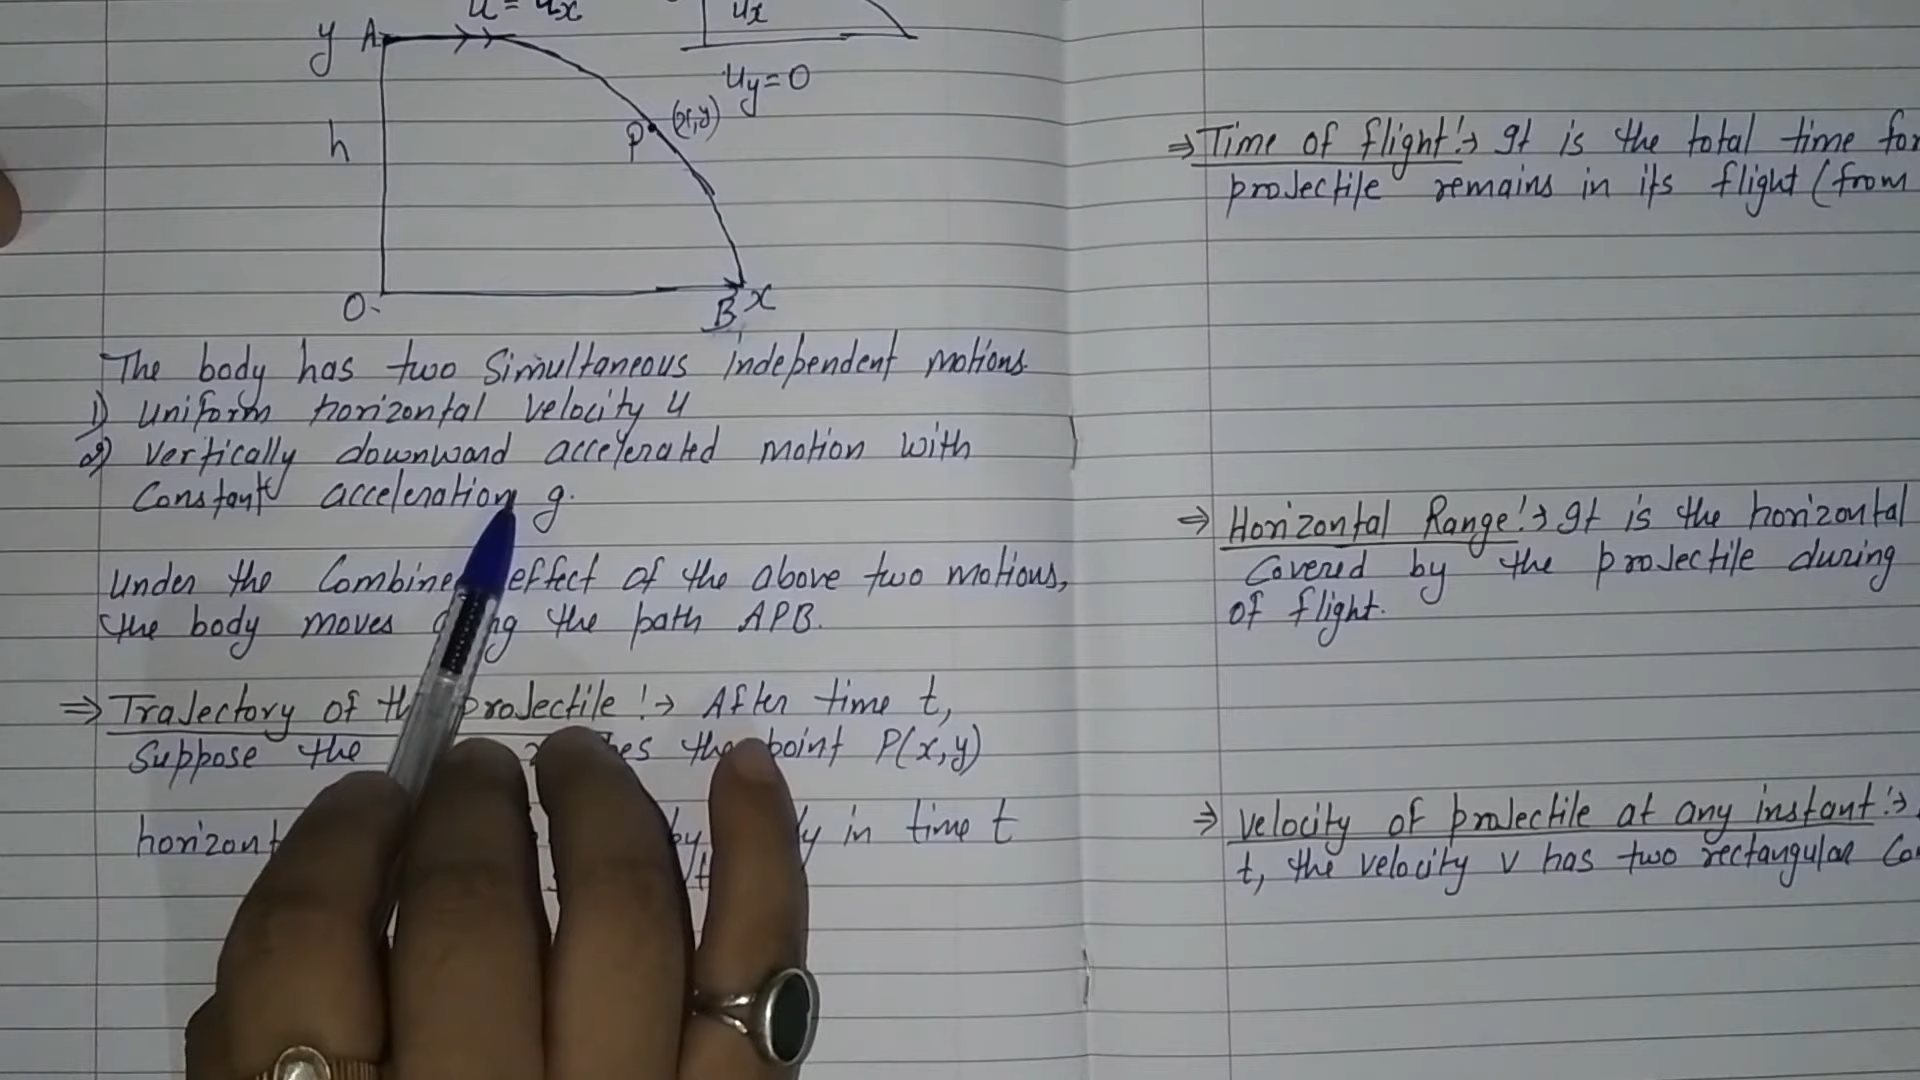 u = ux
ux
y A
uy=0
P (x,y)
h
O
B x
The body has two Simultaneous independent motions.
1) Uniform horizontal velocity u
2) Vertically downward accelerated motion with
Constant acceleration g.
Under the Combined effect of the above two motions,
the body moves the path APB.
⇒ Trajectory of the projectile :→ After time t,
Suppose the the point P(x,y)
by in time t
⇒ Time of flight :→ It is the total time for
projectile remains in its flight (from
⇒ Horizontal Range :→ It is the horizontal
Covered by the projectile during
of flight.
⇒ Velocity of projectile at any instant :→
t, the velocity v has two rectangular